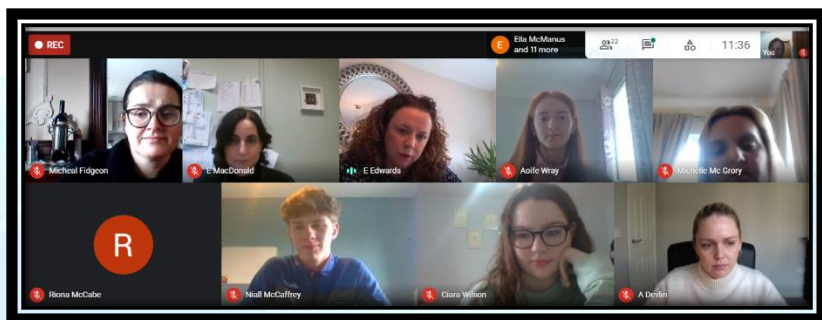 REC
E
Ella McManus
and 11 more
22
11:36
You
Micheal Fidgeon
E MacDonald
E Edwards
Aoife Wray
Michelle Mc Grory
R
Riona McCabe
Niall McCaffrey
Ciara Wilson
A Devlin